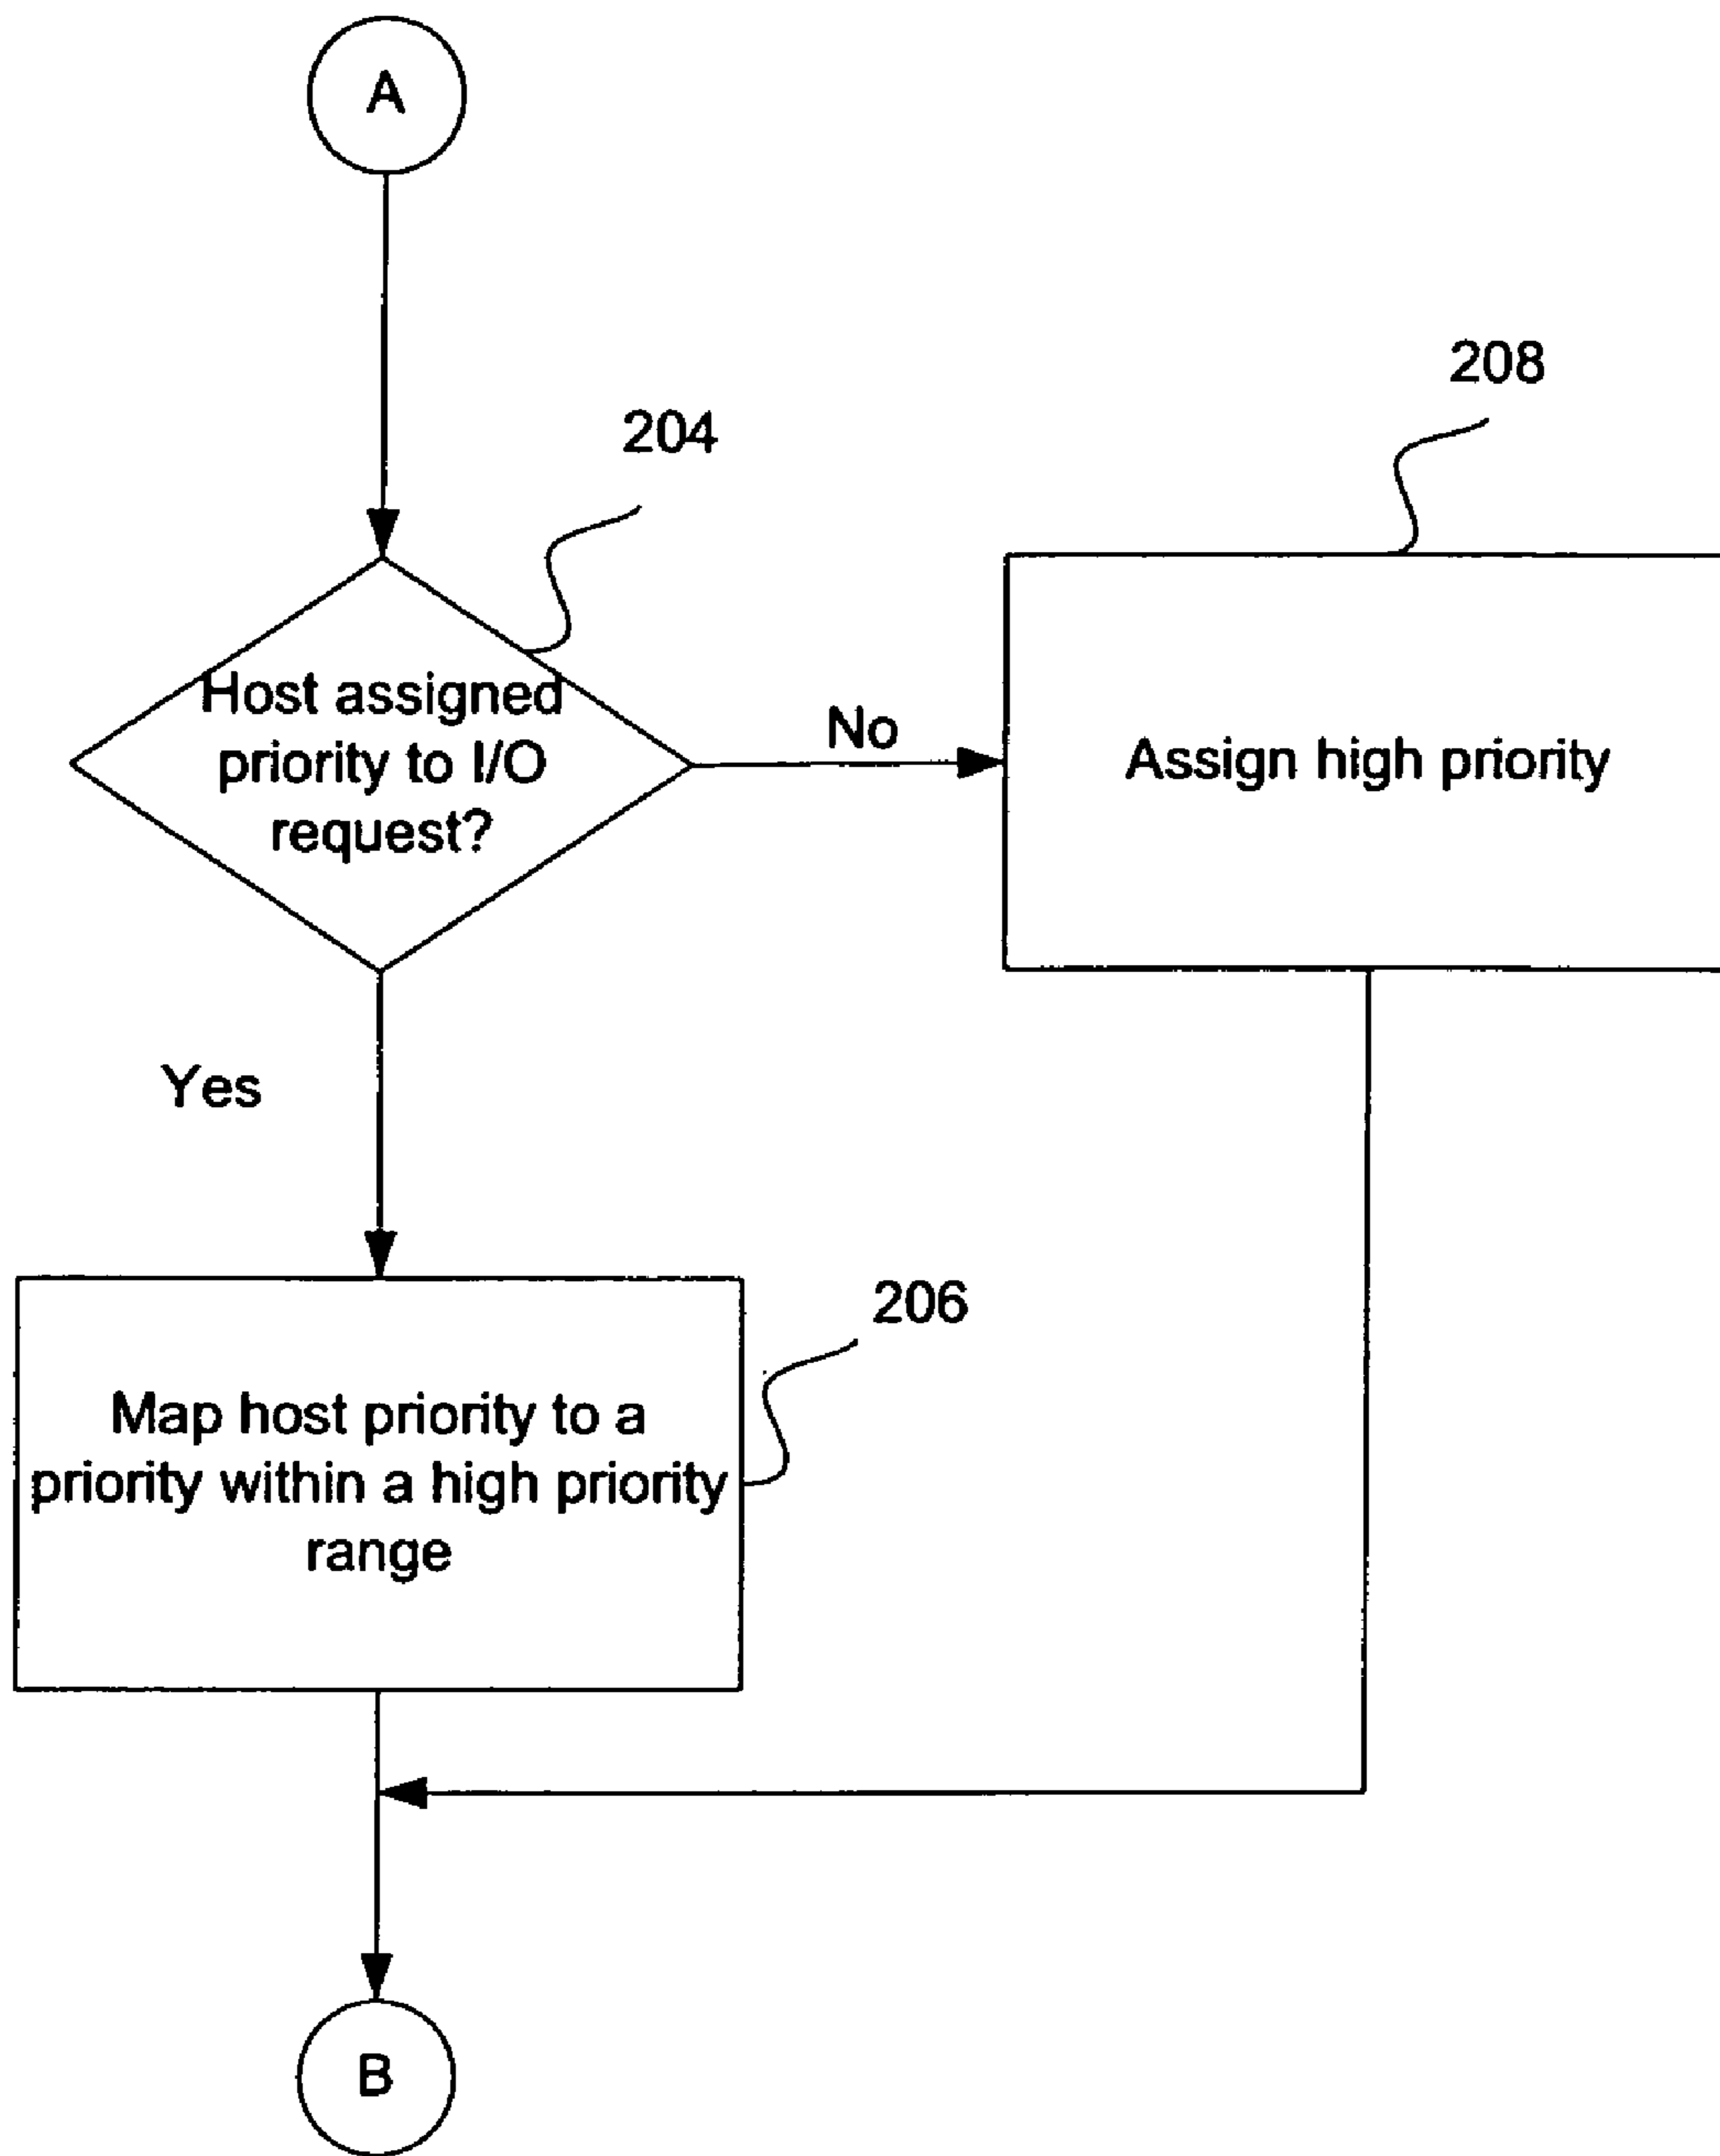 A
204
208
Host assigned
priority to I/O
request?
No
Assign high priority
Yes
206
Map host priority to a
priority within a high priority
range
B